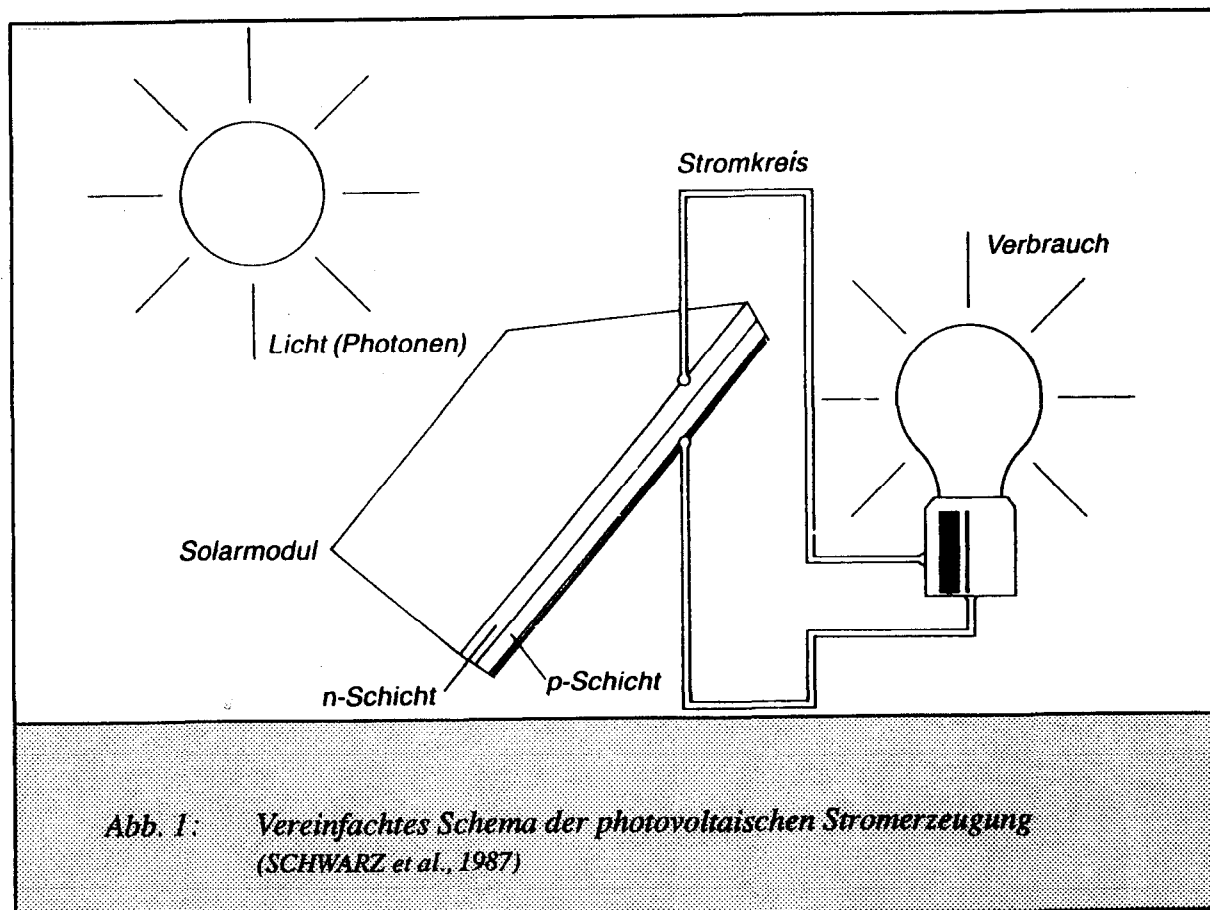 Stromkreis
Verbrauch
Licht (Photonen)
Solarmodul
n-Schicht
p-Schicht
Abb. 1: Vereinfachtes Schema der photovoltaischen Stromerzeugung
(SCHWARZ et al., 1987)